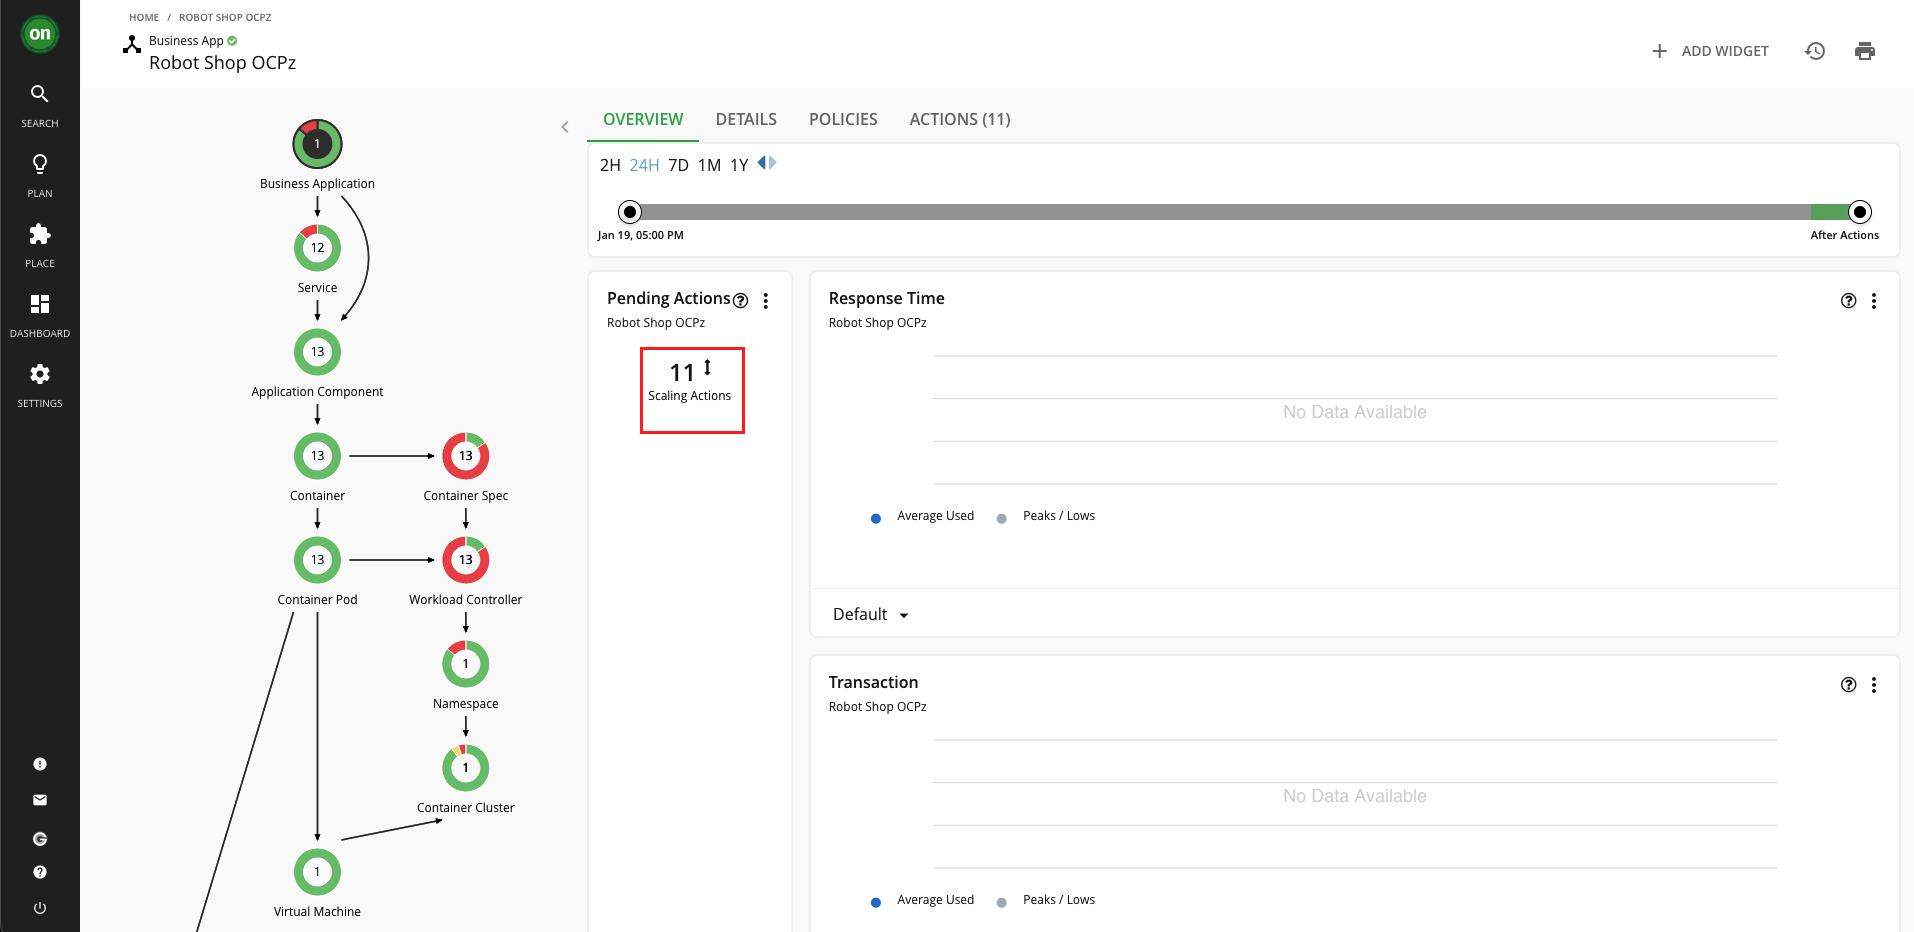 on
SEARCH
PLAN
PLACE
DASHBOARD
SETTINGS
HOME / ROBOT SHOP OCPZ
Business App
Robot Shop OCPz
ADD WIDGET
1
Business Application
12
Service
13
Application Component
13
Container
13
Container Spec
13
Container Pod
13
Workload Controller
1
Namespace
1
Container Cluster
1
Virtual Machine
OVERVIEW DETAILS POLICIES ACTIONS (11)
2H 24H 7D 1M 1Y
Jan 19, 05:00 PM
After Actions
Pending Actions
Robot Shop OCPz
11
Scaling Actions
Response Time
Robot Shop OCPz
No Data Available
Average Used Peaks / Lows
Default
Transaction
Robot Shop OCPz
No Data Available
Average Used Peaks / Lows